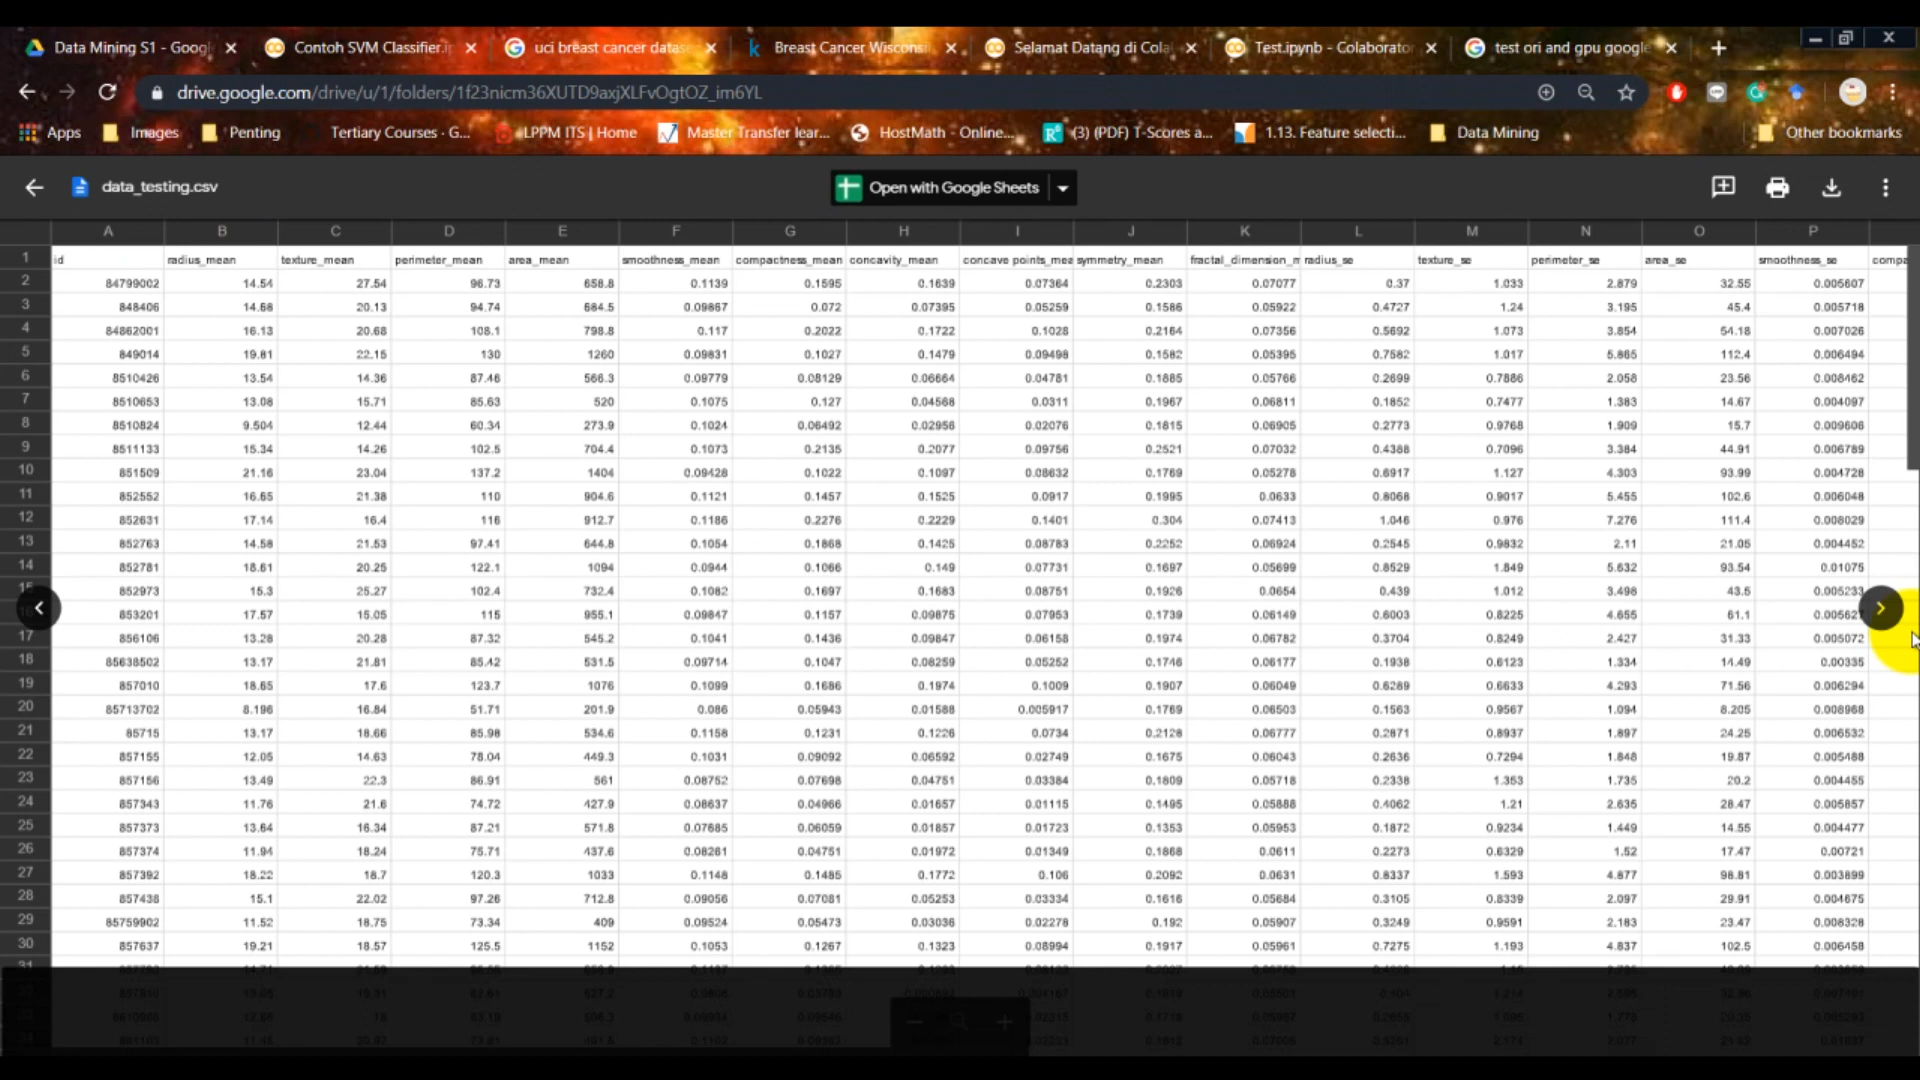 Data Mining S1 - Googl Contoh SVM Classifier.ip uci breast cancer datase Breast Cancer Wisconsi Selamat Datang di Cola Test.ipynb - Colaborato test ori and gpu google
drive.google.com/drive/u/1/folders/1f23nicm36XUTD9axjXLFvOgtOZ_im6YL
Apps Images Penting Tertiary Courses - G... LPPM ITS | Home Master Transfer lear... HostMath - Online... (3) (PDF) T-Scores a... 1.13. Feature selecti... Data Mining Other bookmarks
data_testing.csv Open with Google Sheets
A B C D E F G H I J K L M N O P
1 id radius_mean texture_mean perimeter_mean area_mean smoothness_mean compactness_mean concavity_mean concave points_mea symmetry_mean fractal_dimension_m radius_se texture_se perimeter_se area_se smoothness_se compa
2 84799002 14.54 27.54 96.73 658.8 0.1139 0.1595 0.1639 0.07364 0.2303 0.07077 0.37 1.033 2.879 32.55 0.005607
3 848406 14.68 20.13 94.74 684.5 0.09867 0.072 0.07395 0.05259 0.1586 0.05922 0.4727 1.24 3.195 45.4 0.005718
4 84862001 16.13 20.68 108.1 798.8 0.117 0.2022 0.1722 0.1028 0.2164 0.07356 0.5692 1.073 3.854 54.18 0.007026
5 849014 19.81 22.15 130 1260 0.09831 0.1027 0.1479 0.09498 0.1582 0.05395 0.7582 1.017 5.865 112.4 0.006494
6 8510426 13.54 14.36 87.46 566.3 0.09779 0.08129 0.06664 0.04781 0.1885 0.05766 0.2699 0.7886 2.058 23.56 0.008462
7 8510653 13.08 15.71 85.63 520 0.1075 0.127 0.04568 0.0311 0.1967 0.06811 0.1852 0.7477 1.383 14.67 0.004097
8 8510824 9.504 12.44 60.34 273.9 0.1024 0.06492 0.02956 0.02076 0.1815 0.06905 0.2773 0.9768 1.909 15.7 0.009606
9 8511133 15.34 14.26 102.5 704.4 0.1073 0.2135 0.2077 0.09756 0.2521 0.07032 0.4388 0.7096 3.384 44.91 0.006789
10 851509 21.16 23.04 137.2 1404 0.09428 0.1022 0.1097 0.08632 0.1769 0.05278 0.6917 1.127 4.303 93.99 0.004728
11 852552 16.65 21.38 110 904.6 0.1121 0.1457 0.1525 0.0917 0.1995 0.0633 0.8068 0.9017 5.455 102.6 0.006048
12 852631 17.14 16.4 116 912.7 0.1186 0.2276 0.2229 0.1401 0.304 0.07413 1.046 0.976 7.276 111.4 0.008029
13 852763 14.58 21.53 97.41 644.8 0.1054 0.1868 0.1425 0.08783 0.2252 0.06924 0.2545 0.9832 2.11 21.05 0.004452
14 852781 18.61 20.25 122.1 1094 0.0944 0.1066 0.149 0.07731 0.1697 0.05699 0.8529 1.849 5.632 93.54 0.01075
15 852973 15.3 25.27 102.4 732.4 0.1082 0.1697 0.1683 0.08751 0.1926 0.0654 0.439 1.012 3.498 43.5 0.005233
853201 17.57 15.05 115 955.1 0.09847 0.1157 0.09875 0.07953 0.1739 0.06149 0.6003 0.8225 4.655 61.1 0.005627
17 856106 13.28 20.28 87.32 545.2 0.1041 0.1436 0.09847 0.06158 0.1974 0.06782 0.3704 0.8249 2.427 31.33 0.005072
18 85638502 13.17 21.81 85.42 531.5 0.09714 0.1047 0.08259 0.05252 0.1746 0.06177 0.1938 0.6123 1.334 14.49 0.00335
19 857010 18.65 17.6 123.7 1076 0.1099 0.1686 0.1974 0.1009 0.1907 0.06049 0.6289 0.6633 4.293 71.56 0.006294
20 85713702 8.196 16.84 51.71 201.9 0.086 0.05943 0.01588 0.005917 0.1769 0.06503 0.1563 0.9567 1.094 8.205 0.008968
21 85715 13.17 18.66 85.98 534.6 0.1158 0.1231 0.1226 0.0734 0.2128 0.06777 0.2871 0.8937 1.897 24.25 0.006532
22 857155 12.05 14.63 78.04 449.3 0.1031 0.09092 0.06592 0.02749 0.1675 0.06043 0.2636 0.7294 1.848 19.87 0.005488
23 857156 13.49 22.3 86.91 561 0.08752 0.07698 0.04751 0.03384 0.1809 0.05718 0.2338 1.353 1.735 20.2 0.004455
24 857343 11.76 21.6 74.72 427.9 0.08637 0.04966 0.01657 0.01115 0.1495 0.05888 0.4062 1.21 2.635 28.47 0.005857
25 857373 13.64 16.34 87.21 571.8 0.07685 0.06059 0.01857 0.01723 0.1353 0.05953 0.1872 0.9234 1.449 14.55 0.004477
26 857374 11.94 18.24 75.71 437.6 0.08261 0.04751 0.01972 0.01349 0.1868 0.0611 0.2273 0.6329 1.52 17.47 0.00721
27 857392 18.22 18.7 120.3 1033 0.1148 0.1485 0.1772 0.106 0.2092 0.0631 0.8337 1.593 4.877 98.81 0.003899
28 857438 15.1 22.02 97.26 712.8 0.09056 0.07081 0.05253 0.03334 0.1616 0.05684 0.3105 0.8339 2.097 29.91 0.004675
29 85759902 11.52 18.75 73.34 409 0.09524 0.05473 0.03036 0.02278 0.192 0.05907 0.3249 0.9591 2.183 23.47 0.008328
30 857637 19.21 18.57 125.5 1152 0.1053 0.1267 0.1323 0.08994 0.1917 0.05961 0.7275 1.193 4.837 102.5 0.006458